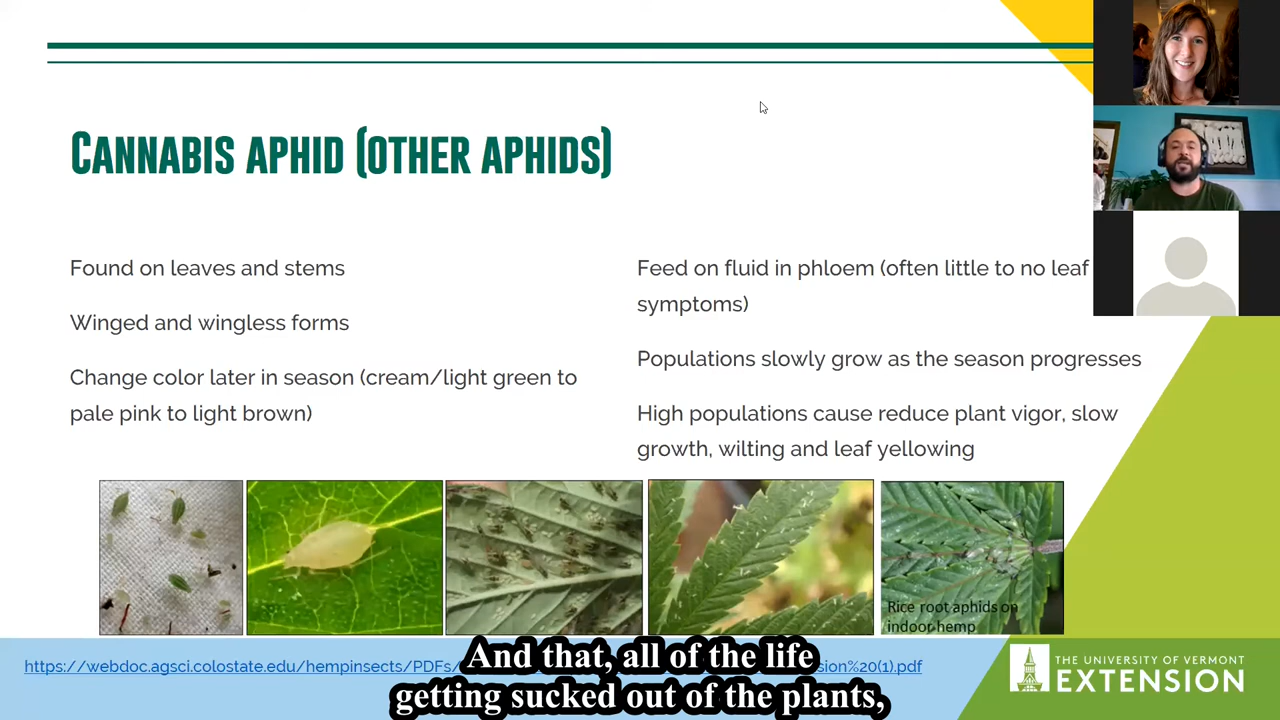 CANNABIS APHID (OTHER APHIDS)
Found on leaves and stems
Winged and wingless forms
Change color later in season (cream/light green to
pale pink to light brown)
Feed on fluid in phloem (often little to no leaf
symptoms)
Populations slowly grow as the season progresses
High populations cause reduce plant vigor, slow
growth, wilting and leaf yellowing
Rice root aphids on
indoor hemp
https://webdoc.agsci.colostate.edu/hempinsects/PDFs/
sion%20(1).pdf
And that, all of the life
getting sucked out of the plants,
THE UNIVERSITY OF VERMONT
EXTENSION